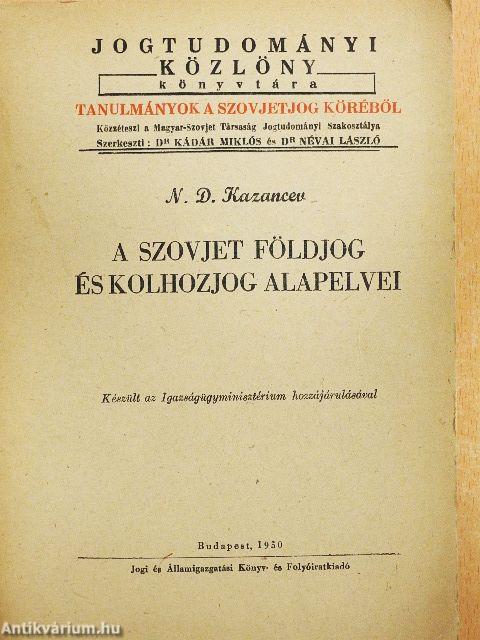 JOGTUDOMÁNYI
KÖZLÖNY
könyvtára
TANULMÁNYOK A SZOVJETJOG KÖRÉBŐL
Közzéteszi a Magyar-Szovjet Társaság Jogtudományi Szakosztálya
Szerkeszti: DR KÁDÁR MIKLÓS és DR NÉVAI LÁSZLÓ
N. D. Kazancev
A SZOVJET FÖLDJOG
ÉS KOLHOZJOG ALAPELVEI
Készült az Igazságügyminisztérium hozzájárulásával
Budapest, 1950
Jogi és Államigazgatási Könyv- és Folyóiratkiadó
Antikvárium.hu